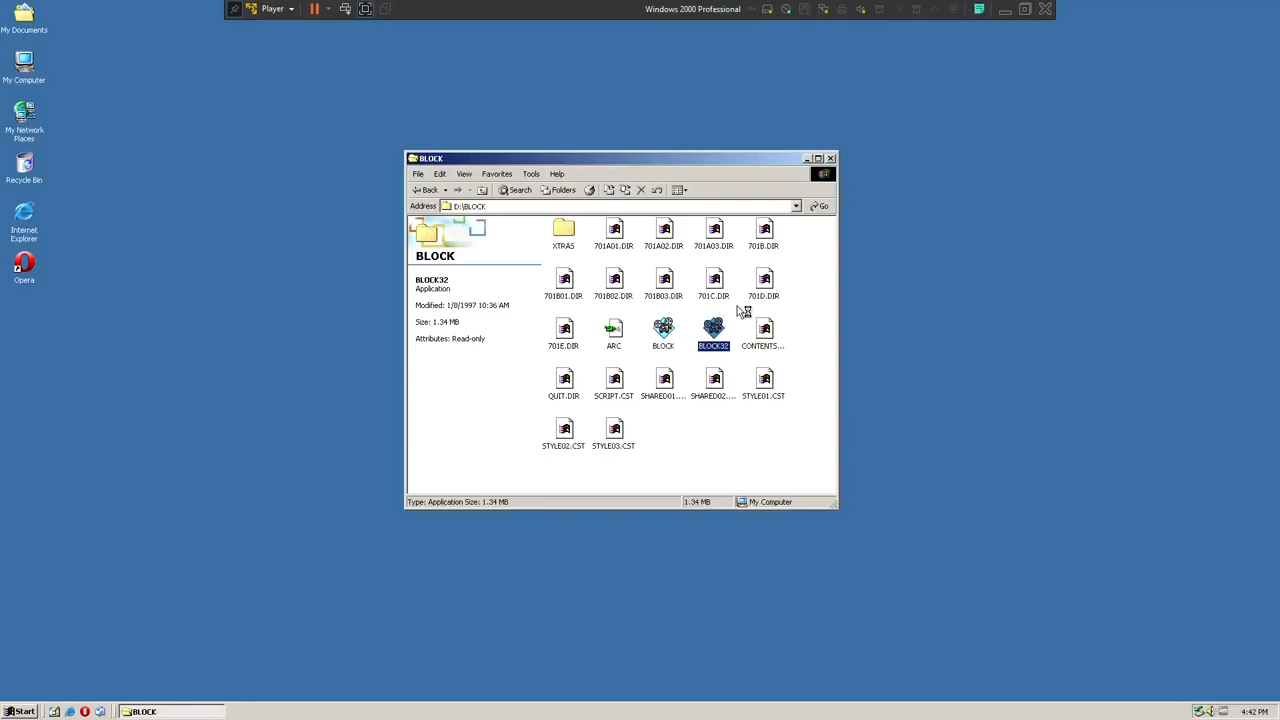 Player
Windows 2000 Professional
My Documents
My Computer
My Network
Places
Recycle Bin
Internet
Explorer
Opera
BLOCK
File Edit View Favorites Tools Help
Back Search Folders
Address D:\BLOCK Go
BLOCK
BLOCK32
Application
Modified: 1/8/1997 10:36 AM
Size: 1.34 MB
Attributes: Read-only
XTRAS 701A01.DIR 701A02.DIR 701A03.DIR 701B.DIR
701B01.DIR 701B02.DIR 701B03.DIR 701C.DIR 701D.DIR
701E.DIR ARC BLOCK BLOCK32 CONTENTS...
QUIT.DIR SCRIPT.CST SHARED01.... SHARED02.... STYLE01.CST
STYLE02.CST STYLE03.CST
Type: Application Size: 1.34 MB 1.34 MB My Computer
Start BLOCK 4:42 PM